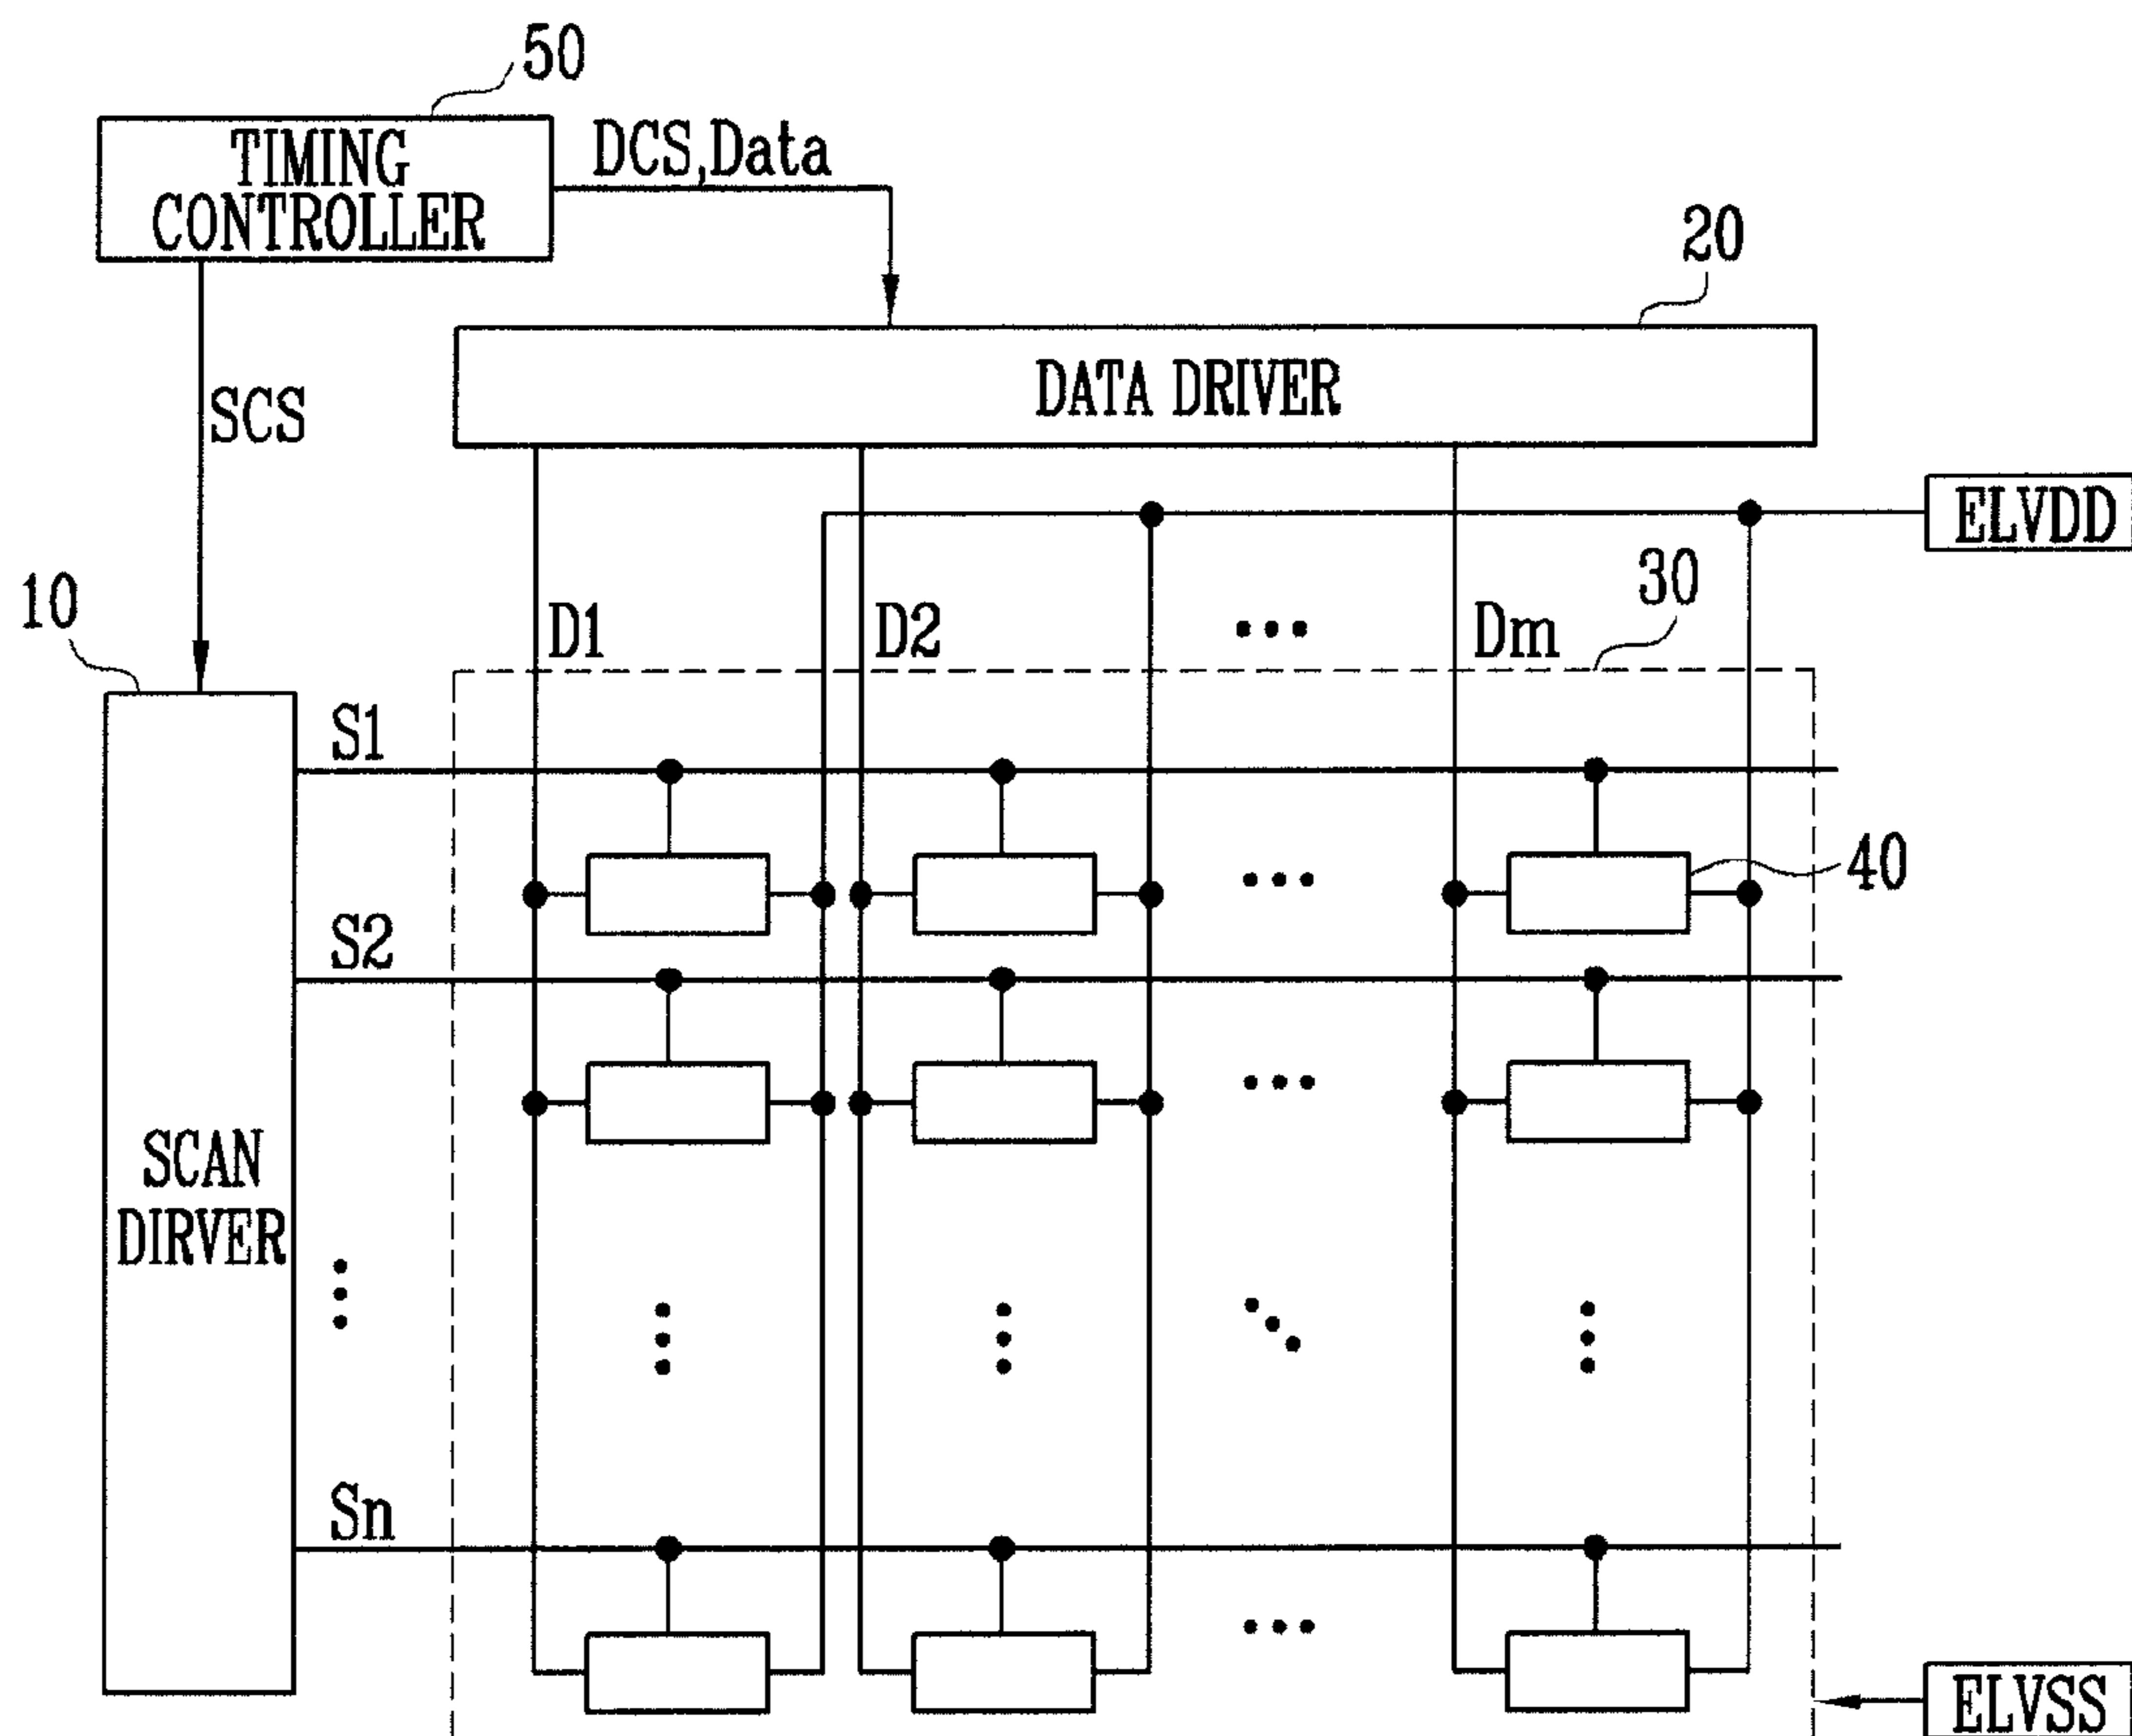 50
TIMING
CONTROLLER
DCS,Data
20
DATA DRIVER
SCS
ELVDD
10
30
D1
D2
Dm
S1
40
S2
SCAN
DIRVER
Sn
ELVSS